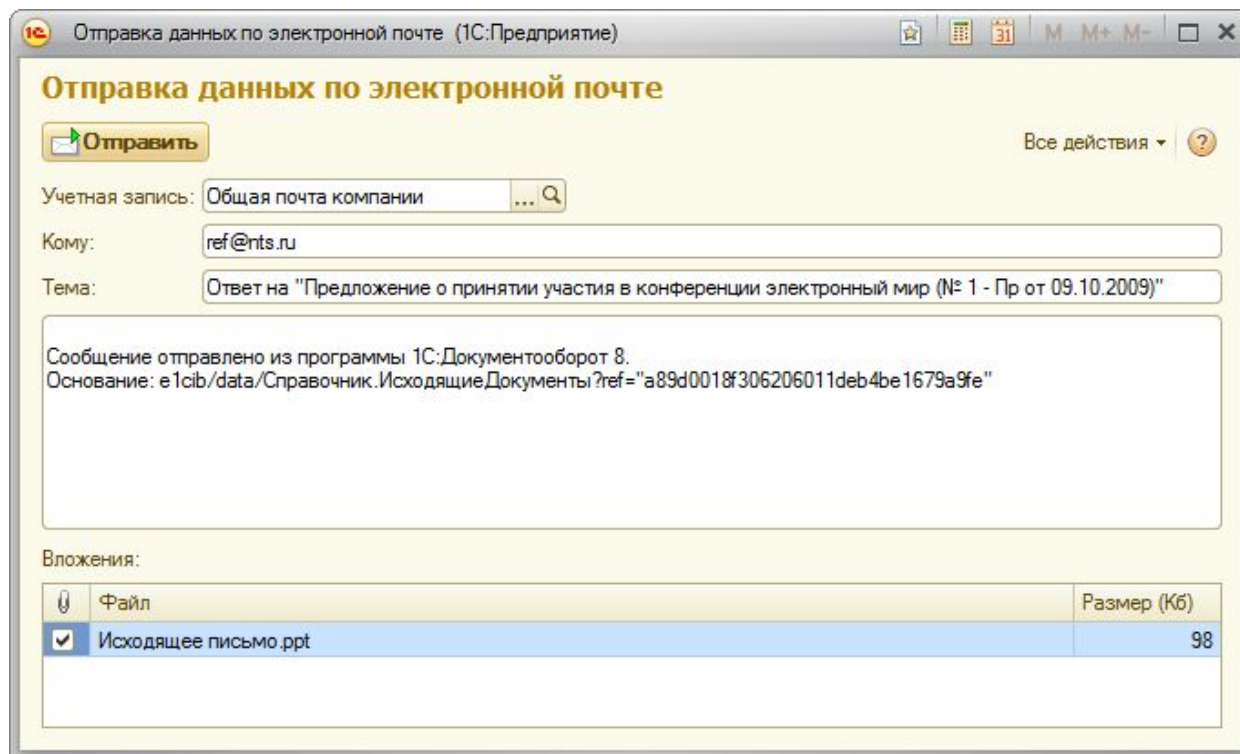 1С Отправка данных по электронной почте (1С:Предприятие) 31 M M+ M-
Отправка данных по электронной почте
Отправить Все действия ?
Учетная запись: Общая почта компании ...
Кому: ref@nts.ru
Тема: Ответ на "Предложение о принятии участия в конференции электронный мир (№ 1 - Пр от 09.10.2009)"
Сообщение отправлено из программы 1С:Документооборот 8.
Основание: e1cib/data/Справочник.ИсходящиеДокументы?ref="a89d0018f306206011deb4be1679a9fe"
Вложения:
Файл Размер (Кб)
Исходящее письмо.ppt 98